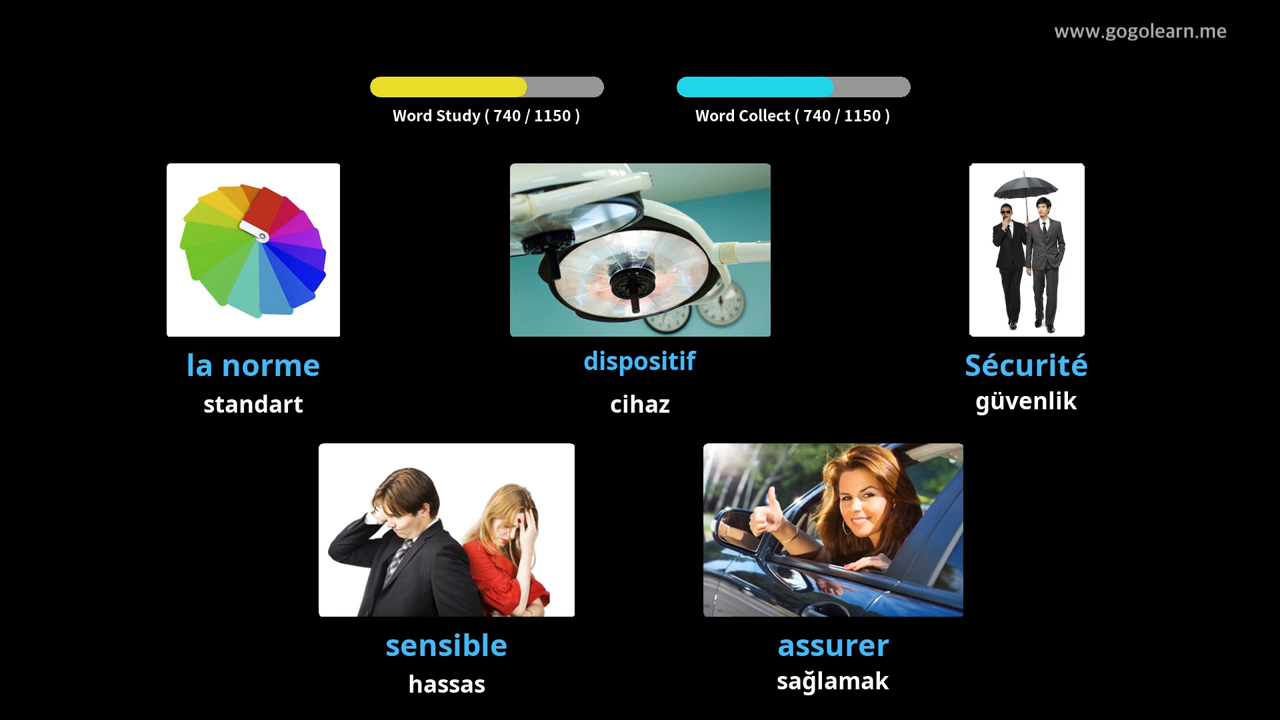 www.gogolearn.me
Word Study ( 740 / 1150 )
Word Collect ( 740 / 1150 )
la norme
standart
dispositif
cihaz
Sécurité
güvenlik
sensible
hassas
assurer
sağlamak